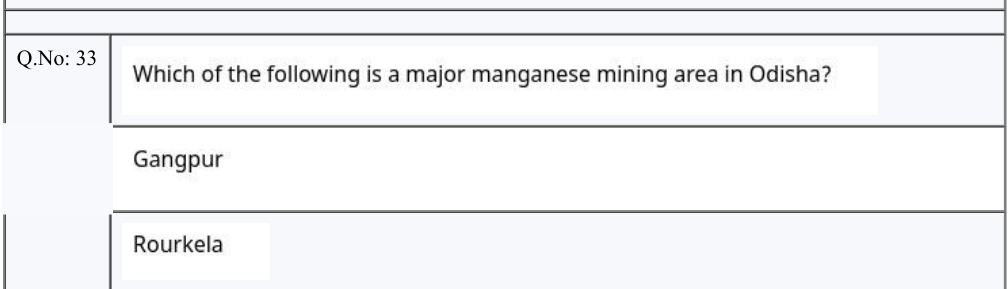 Q.No: 33
Which of the following is a major manganese mining area in Odisha?
Gangpur
Rourkela